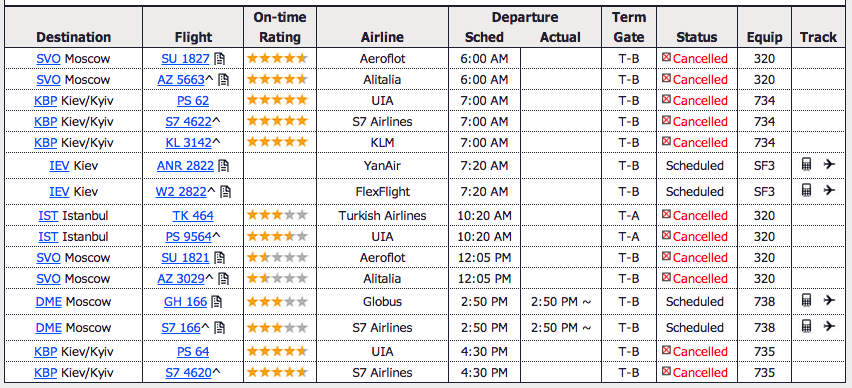 Destination Flight On-time Rating Airline Departure Sched Actual Term Gate Status Equip Track
SVO Moscow SU 1827 Aeroflot 6:00 AM T-B Cancelled 320
SVO Moscow AZ 5663^ Alitalia 6:00 AM T-B Cancelled 320
KBP Kiev/Kyiv PS 62 UIA 7:00 AM T-B Cancelled 734
KBP Kiev/Kyiv S7 4622^ S7 Airlines 7:00 AM T-B Cancelled 734
KBP Kiev/Kyiv KL 3142^ KLM 7:00 AM T-B Cancelled 734
IEV Kiev ANR 2822 YanAir 7:20 AM T-B Scheduled SF3
IEV Kiev W2 2822^ FlexFlight 7:20 AM T-B Scheduled SF3
IST Istanbul TK 464 Turkish Airlines 10:20 AM T-A Cancelled 320
IST Istanbul PS 9564^ UIA 10:20 AM T-A Cancelled 320
SVO Moscow SU 1821 Aeroflot 12:05 PM T-B Cancelled 320
SVO Moscow AZ 3029^ Alitalia 12:05 PM T-B Cancelled 320
DME Moscow GH 166 Globus 2:50 PM 2:50 PM ~ T-B Scheduled 738
DME Moscow S7 166^ S7 Airlines 2:50 PM 2:50 PM ~ T-B Scheduled 738
KBP Kiev/Kyiv PS 64 UIA 4:30 PM T-B Cancelled 735
KBP Kiev/Kyiv S7 4620^ S7 Airlines 4:30 PM T-B Cancelled 735